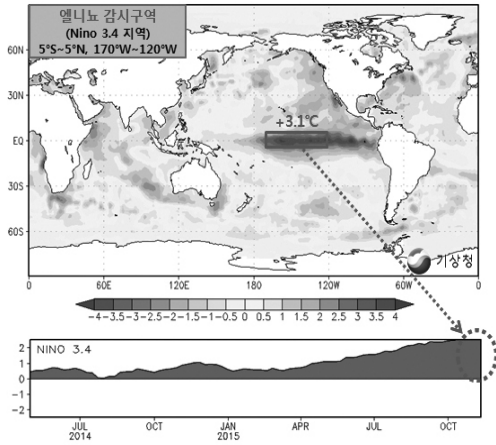 엘니뇨 감시구역
(Nino 3.4 지역)
5°S~5°N, 170°W~120°W
60N
30N
EQ
30S
60S
+3.1℃
기상청
0 60E 120E 180 120W 60W 0
-4 -3.5 -3 -2.5 -2 -1.5 -1 -0.5 0 0.5 1 1.5 2 2.5 3 3.5 4
NINO 3.4
2
1
0
-1
-2
JUL OCT JAN APR JUL OCT
2014 2015